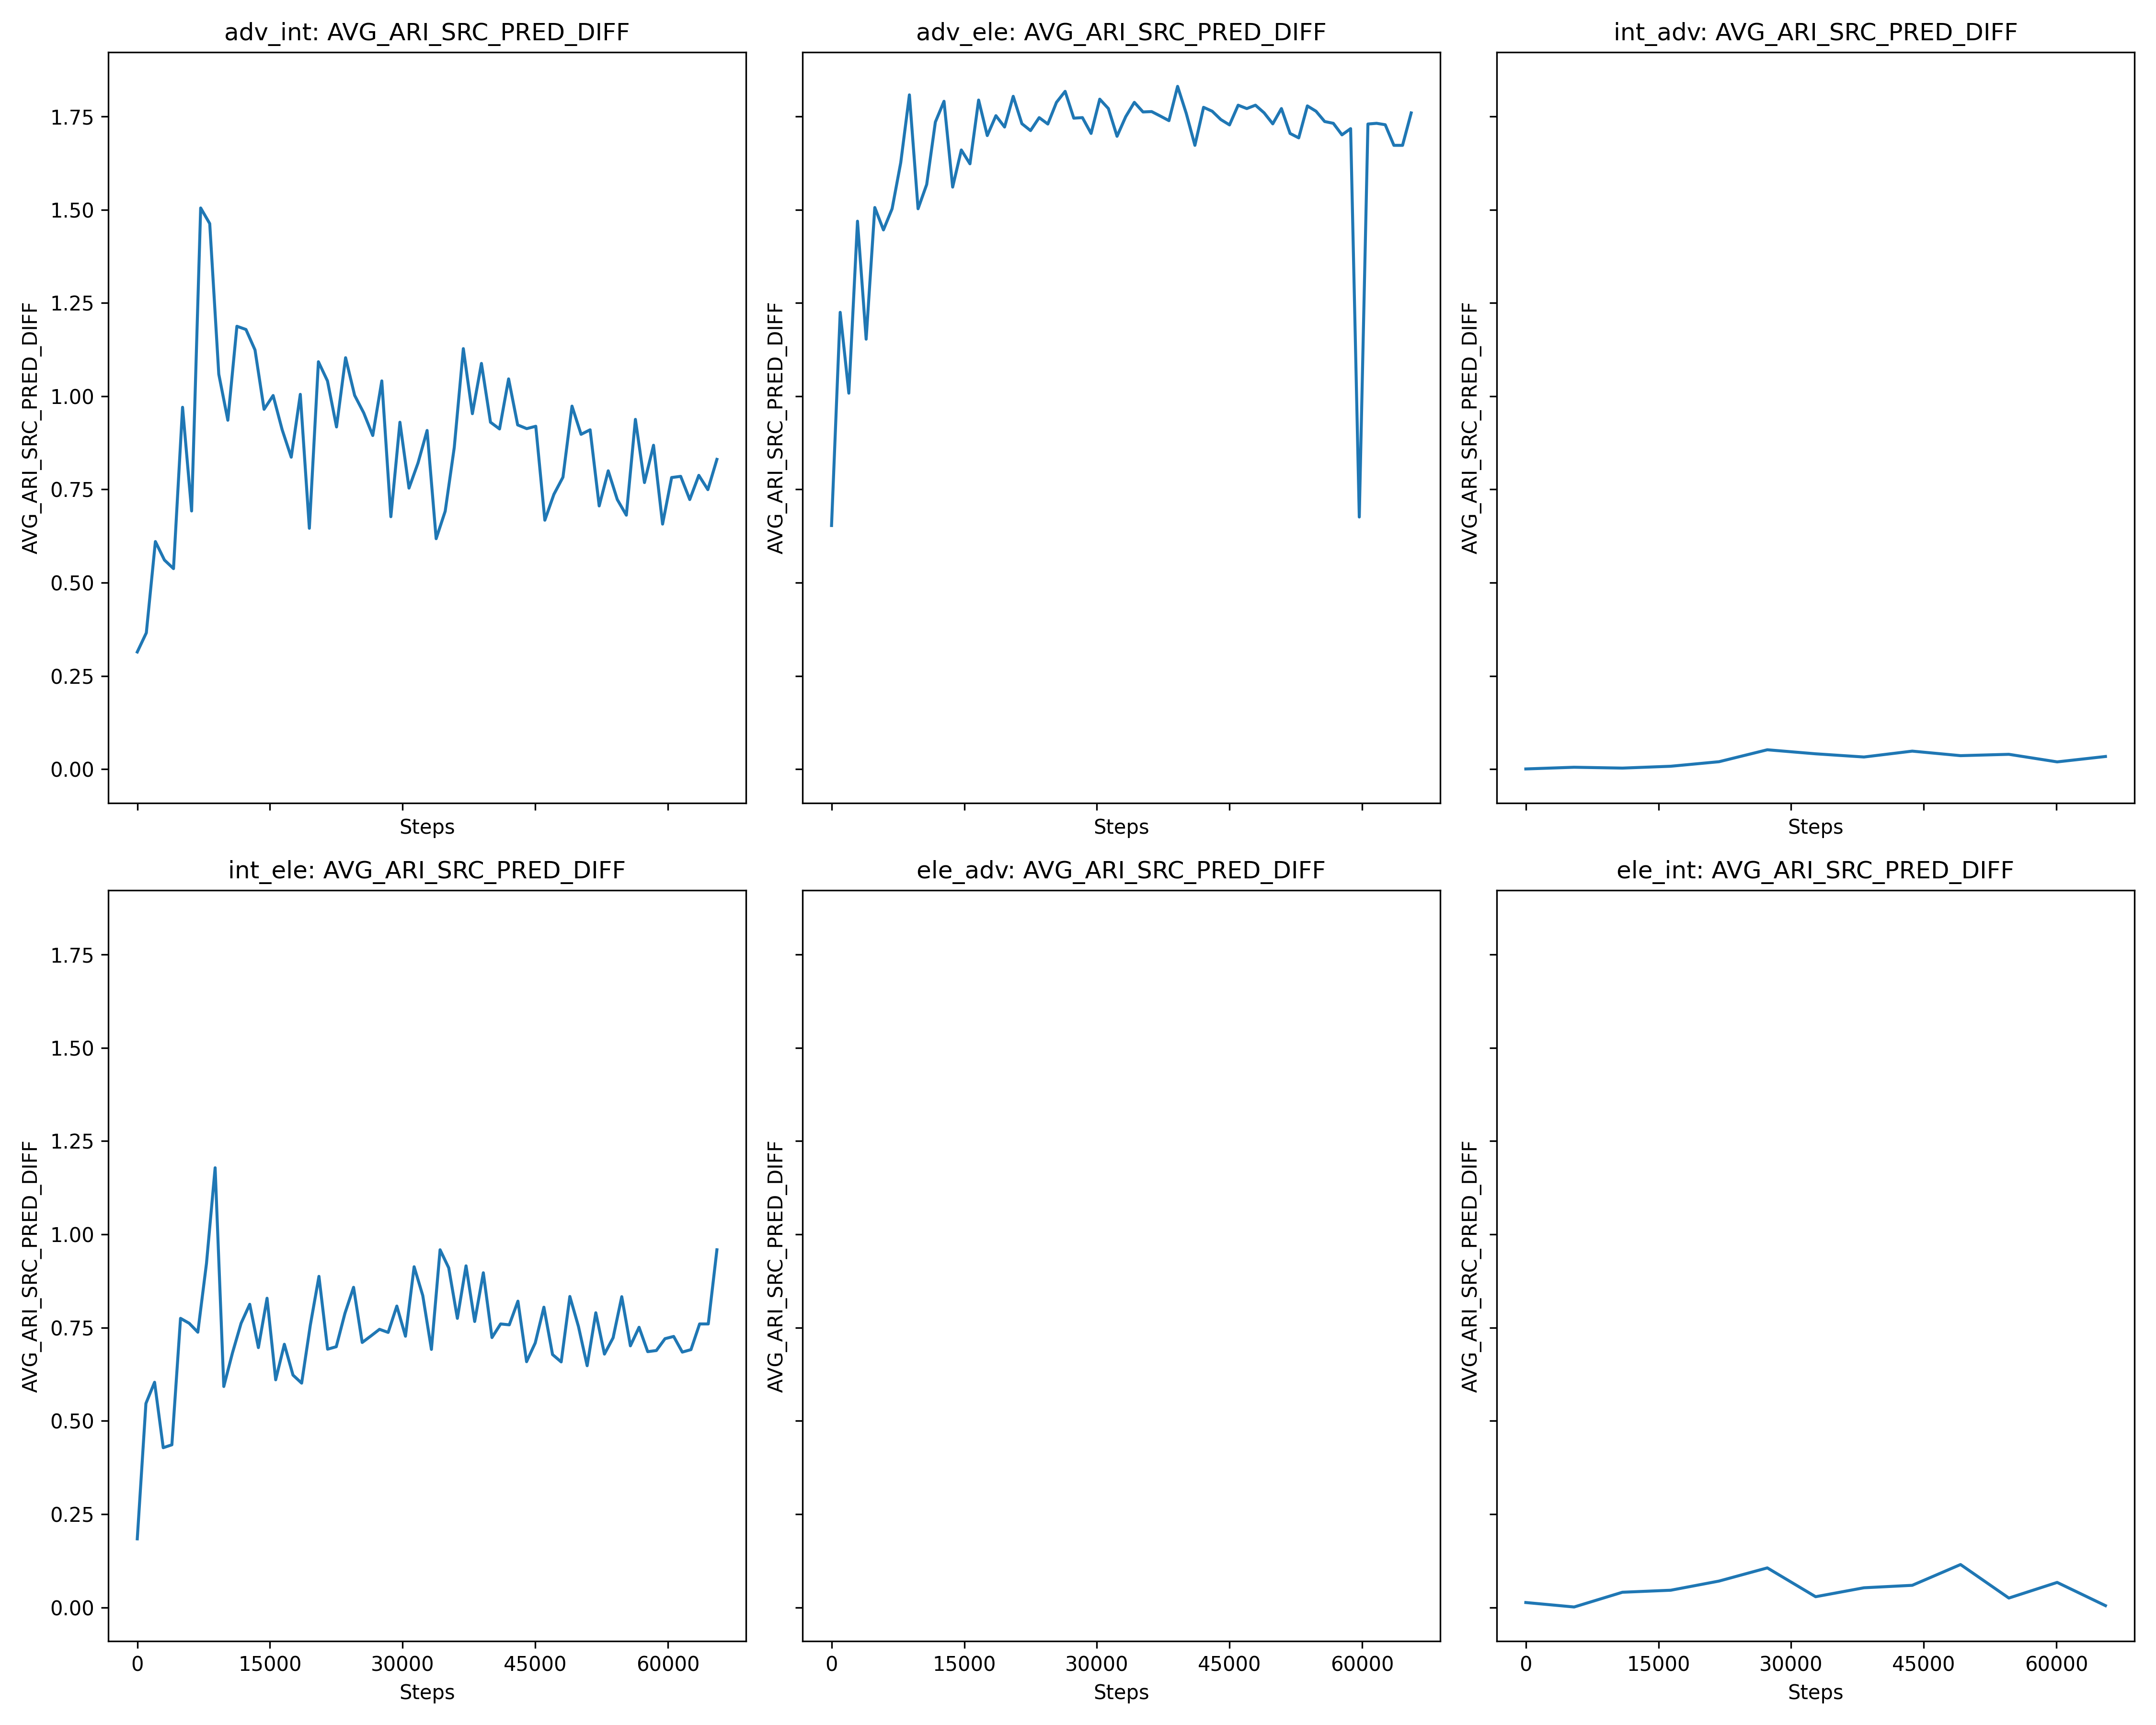 adv_int: AVG_ARI_SRC_PRED_DIFF
adv_ele: AVG_ARI_SRC_PRED_DIFF
int_adv: AVG_ARI_SRC_PRED_DIFF
AVG_ARI_SRC_PRED_DIFF
1.75
1.50
1.25
1.00
0.75
0.50
0.25
0.00
Steps
AVG_ARI_SRC_PRED_DIFF
Steps
AVG_ARI_SRC_PRED_DIFF
Steps
int_ele: AVG_ARI_SRC_PRED_DIFF
ele_adv: AVG_ARI_SRC_PRED_DIFF
ele_int: AVG_ARI_SRC_PRED_DIFF
AVG_ARI_SRC_PRED_DIFF
1.75
1.50
1.25
1.00
0.75
0.50
0.25
0.00
0 15000 30000 45000 60000
Steps
AVG_ARI_SRC_PRED_DIFF
0 15000 30000 45000 60000
Steps
AVG_ARI_SRC_PRED_DIFF
0 15000 30000 45000 60000
Steps